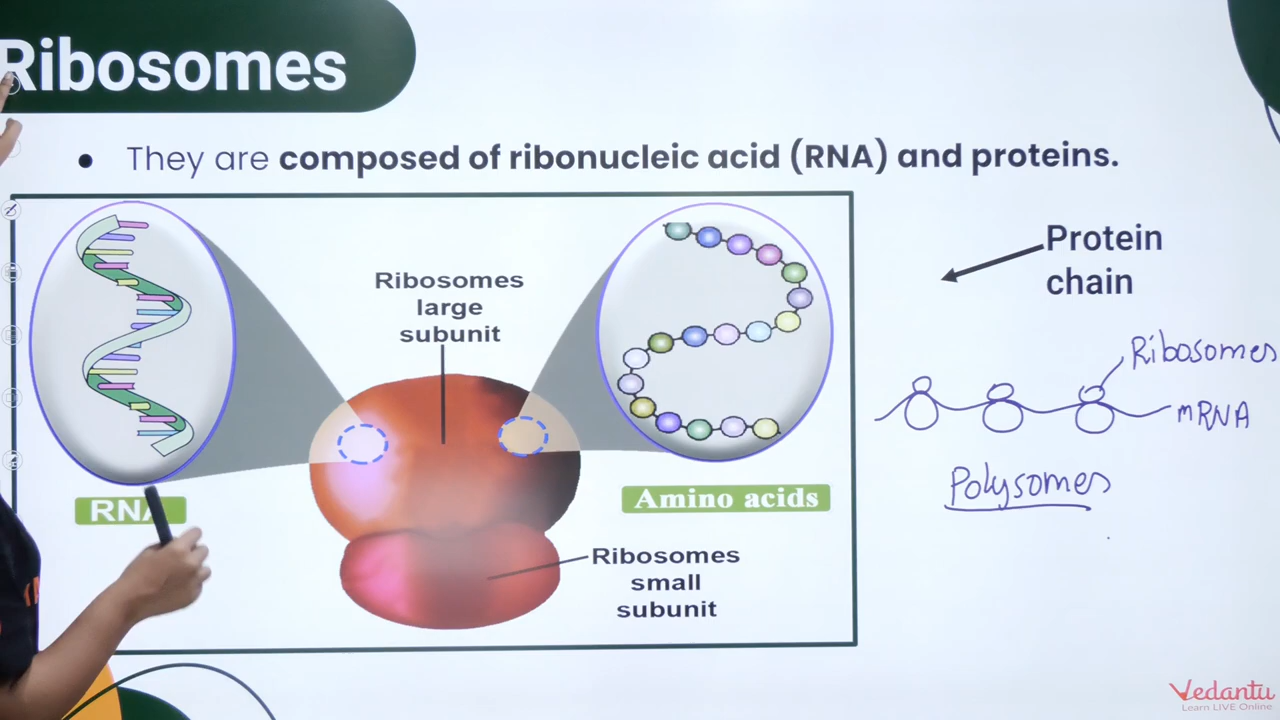 Ribosomes
• They are composed of ribonucleic acid (RNA) and proteins.
Ribosomes
large
subunit
RNA
Amino acids
Ribosomes
small
subunit
Protein
chain
Ribosomes
mRNA
Polysomes
Vedantu
Learn LIVE Online